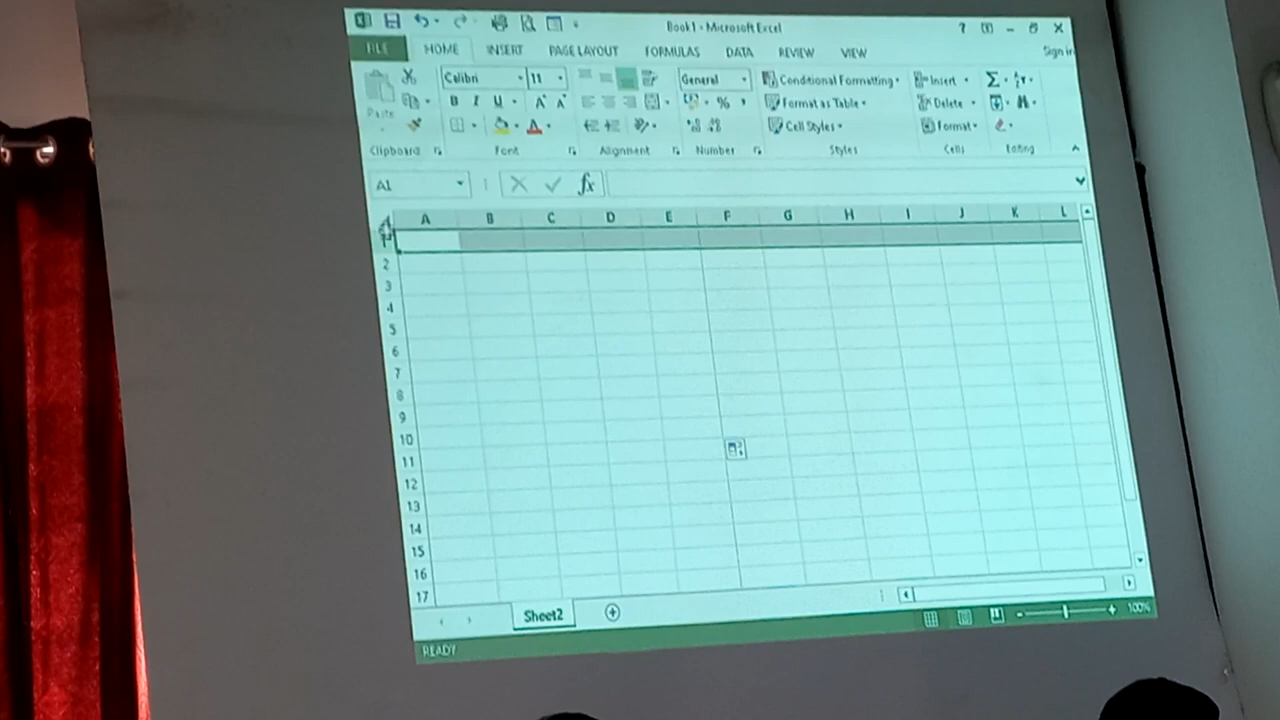 Book1 - Microsoft Excel ?
FILE HOME INSERT PAGE LAYOUT FORMULAS DATA REVIEW VIEW Sign in
Paste
Calibri 11
B I U A A
A
General
%
Conditional Formatting
Format as Table
Cell Styles
Insert
Delete
Format
Σ
Clipboard Font Alignment Number Styles Cells Editing
A1 fx
A B C D E F G H I J K L
1
2
3
4
5
6
7
8
9
10
11
12
13
14
15
16
17
Sheet2
READY 100%